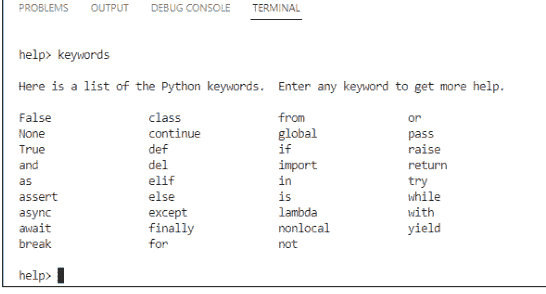 PROBLEMS OUTPUT DEBUG CONSOLE TERMINAL
help> keywords
Here is a list of the Python keywords.  Enter any keyword to get more help.
False class from or
None continue global pass
True def if raise
and del import return
as elif in try
assert else is while
async except lambda with
await finally nonlocal yield
break for not
help>